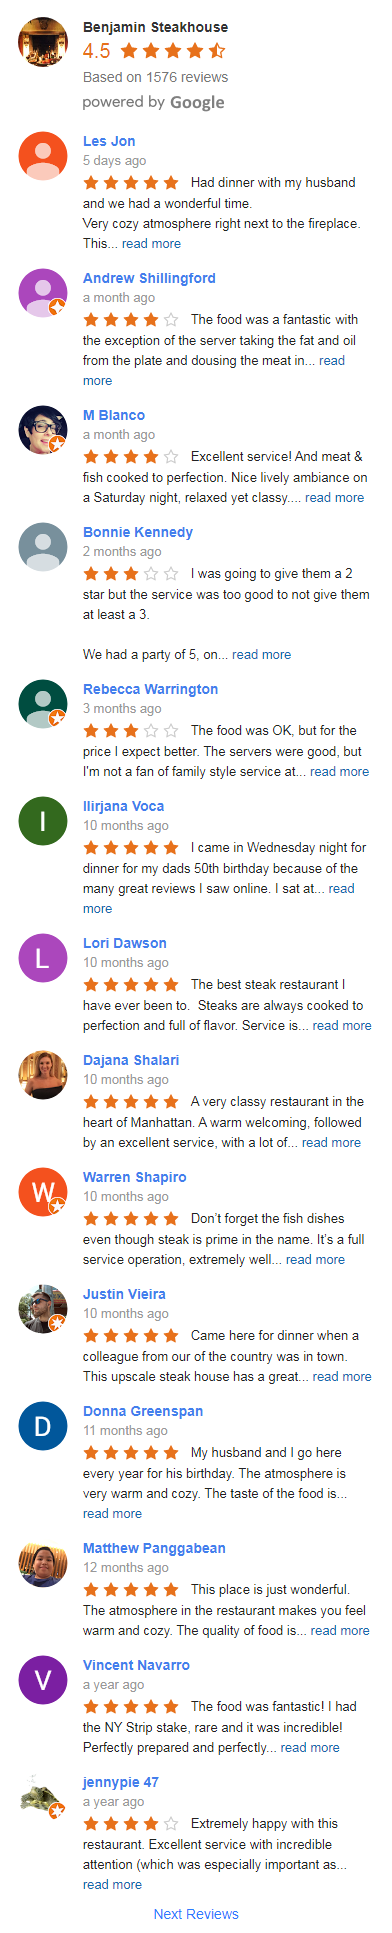 Benjamin Steakhouse
4.5
Based on 1576 reviews
powered by Google
Les Jon
5 days ago
Had dinner with my husband
and we had a wonderful time.
Very cozy atmosphere right next to the fireplace.
This... read more
Andrew Shillingford
a month ago
The food was a fantastic with
the exception of the server taking the fat and oil
from the plate and dousing the meat in... read
more
M Blanco
a month ago
Excellent service! And meat &
fish cooked to perfection. Nice lively ambiance on
a Saturday night, relaxed yet classy.... read more
Bonnie Kennedy
2 months ago
I was going to give them a 2
star but the service was too good to not give them
at least a 3.
We had a party of 5, on... read more
Rebecca Warrington
3 months ago
The food was OK, but for the
price I expect better. The servers were good, but
I'm not a fan of family style service at... read more
I
Ilirjana Voca
10 months ago
I came in Wednesday night for
dinner for my dads 50th birthday because of the
many great reviews I saw online. I sat at... read
more
L
Lori Dawson
10 months ago
The best steak restaurant I
have ever been to.  Steaks are always cooked to
perfection and full of flavor. Service is... read more
Dajana Shalari
10 months ago
A very classy restaurant in the
heart of Manhattan. A warm welcoming, followed
by an excellent service, with a lot of... read more
W
Warren Shapiro
10 months ago
Don’t forget the fish dishes
even though steak is prime in the name. It’s a full
service operation, extremely well... read more
Justin Vieira
10 months ago
Came here for dinner when a
colleague from our of the country was in town.
This upscale steak house has a great... read more
D
Donna Greenspan
11 months ago
My husband and I go here
every year for his birthday. The atmosphere is
very warm and cozy. The taste of the food is...
read more
Matthew Panggabean
12 months ago
This place is just wonderful.
The atmosphere in the restaurant makes you feel
warm and cozy. The quality of food is... read more
V
Vincent Navarro
a year ago
The food was fantastic! I had
the NY Strip stake, rare and it was incredible!
Perfectly prepared and perfectly... read more
jennypie 47
a year ago
Extremely happy with this
restaurant. Excellent service with incredible
attention (which was especially important as...
read more
Next Reviews